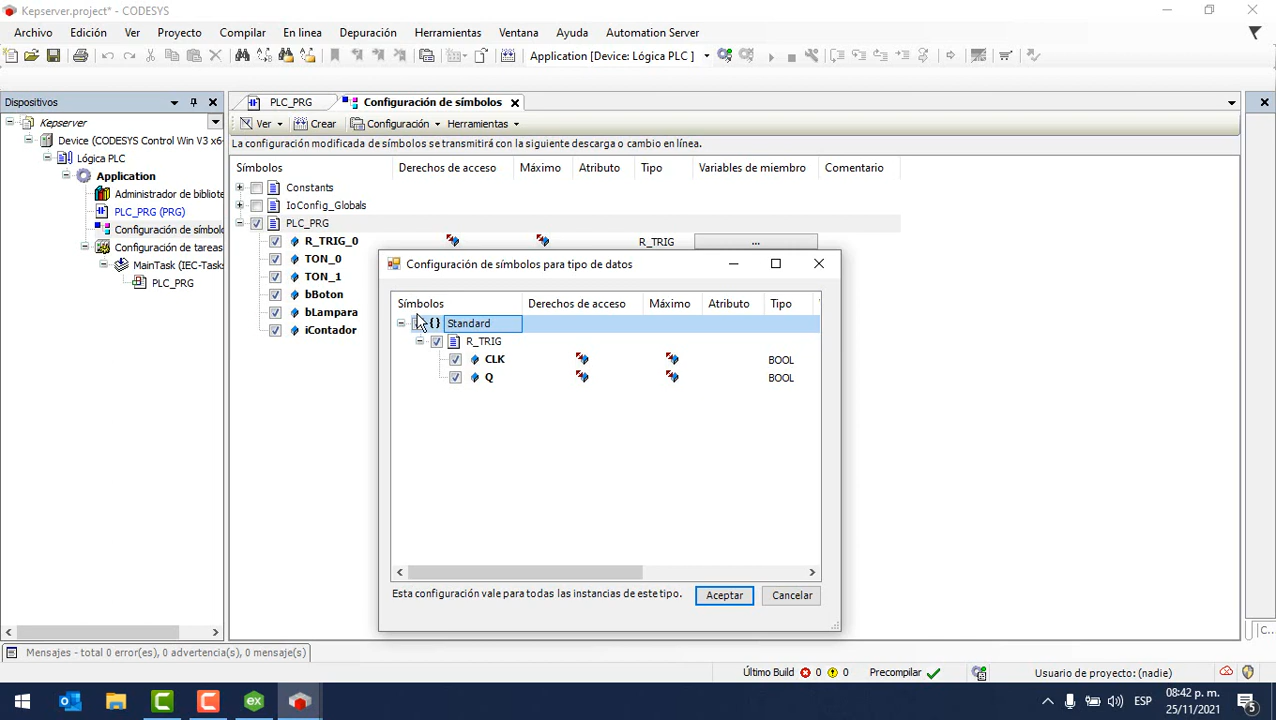 Kepserver.project* - CODESYS
Archivo Edición Ver Proyecto Compilar En linea Depuración Herramientas Ventana Ayuda Automation Server
Application [Device: Lógica PLC ]
Dispositivos
PLC_PRG Configuración de símbolos
Kepserver
Ver Crear Configuración Herramientas
Device (CODESYS Control Win V3 x6
La configuración modificada de símbolos se transmitirá con la siguiente descarga o cambio en línea.
Lógica PLC
Símbolos Derechos de acceso Máximo Atributo Tipo Variables de miembro Comentario
Application
Constants
Administrador de bibliote
IoConfig_Globals
PLC_PRG (PRG)
PLC_PRG
Configuración de símbolo
R_TRIG_0 R_TRIG ...
Configuración de tareas
TON_0
MainTask (IEC-Tasks
TON_1
PLC_PRG
bBoton
bLampara
iContador
Configuración de símbolos para tipo de datos
Símbolos Derechos de acceso Máximo Atributo Tipo
{} Standard
R_TRIG
CLK BOOL
Q BOOL
Esta configuración vale para todas las instancias de este tipo. Aceptar Cancelar
C...
Mensajes - total 0 error(es), 0 advertencia(s), 0 mensaje(s)
Último Build 0 0 Precompilar Usuario de proyecto: (nadie)
ex
ESP
08:42 p. m.
25/11/2021
5